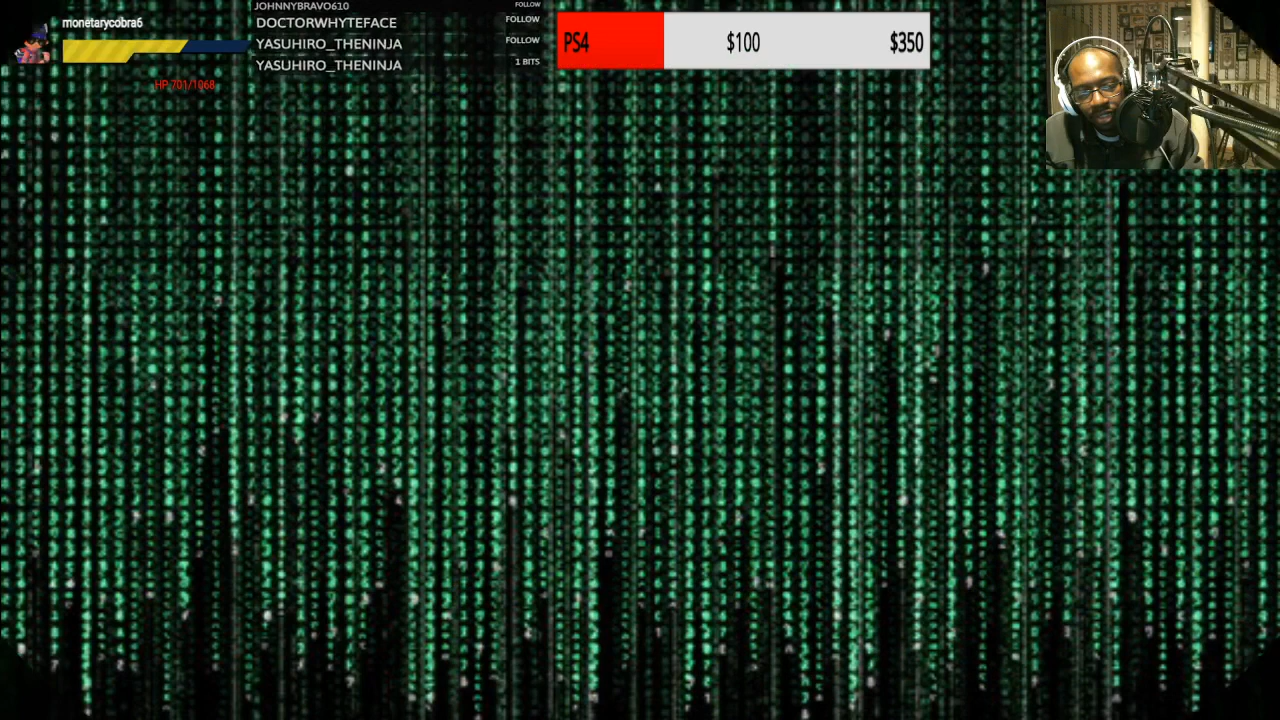 JOHNNYBRAVO610 FOLLOW
monetarycobra6
DOCTORWHYTEFACE FOLLOW
YASUHIRO_THENINJA FOLLOW
YASUHIRO_THENINJA 1 BITS
HP 701/1068
PS4 $100 $350